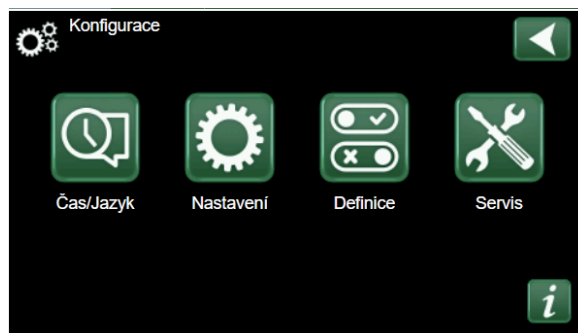 Konfigurace
Čas/Jazyk
Nastavení
Definice
Servis
i